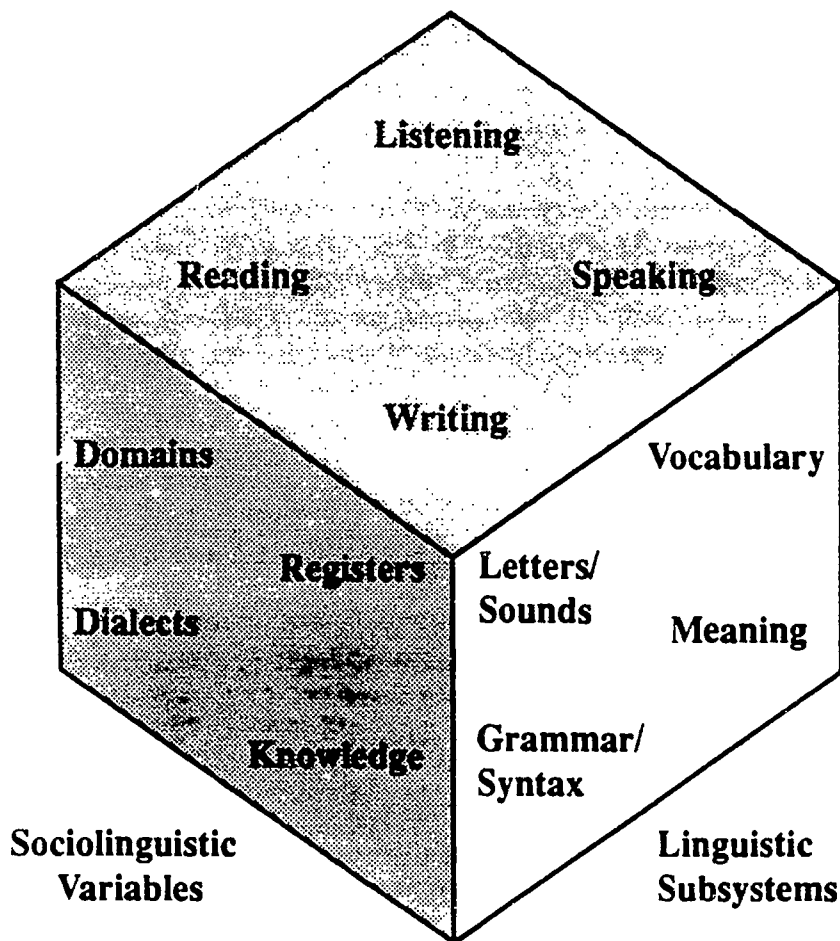 Listening
Reading
Speaking
Writing
Domains
Vocabulary
Registers
Letters/
Sounds
Dialects
Meaning
Knowledge
Grammar/
Syntax
Sociolinguistic
Variables
Linguistic
Subsystems